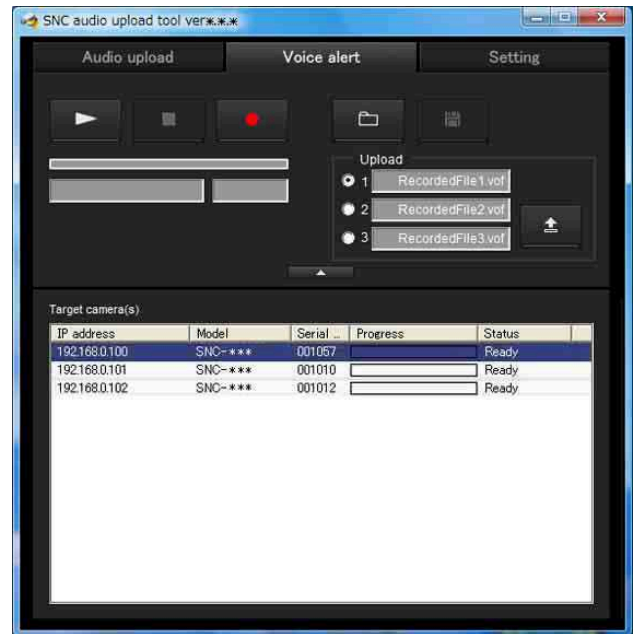 SNC audio upload tool ver*.*.*
Audio upload Voice alert Setting
Upload
1 RecordedFile1.vof
2 RecordedFile2.vof
3 RecordedFile3.vof
Target camera(s)
IP address Model Serial ... Progress Status
192.168.0.100 SNC-*** 001057 Ready
192.168.0.101 SNC-*** 001010 Ready
192.168.0.102 SNC-*** 001012 Ready